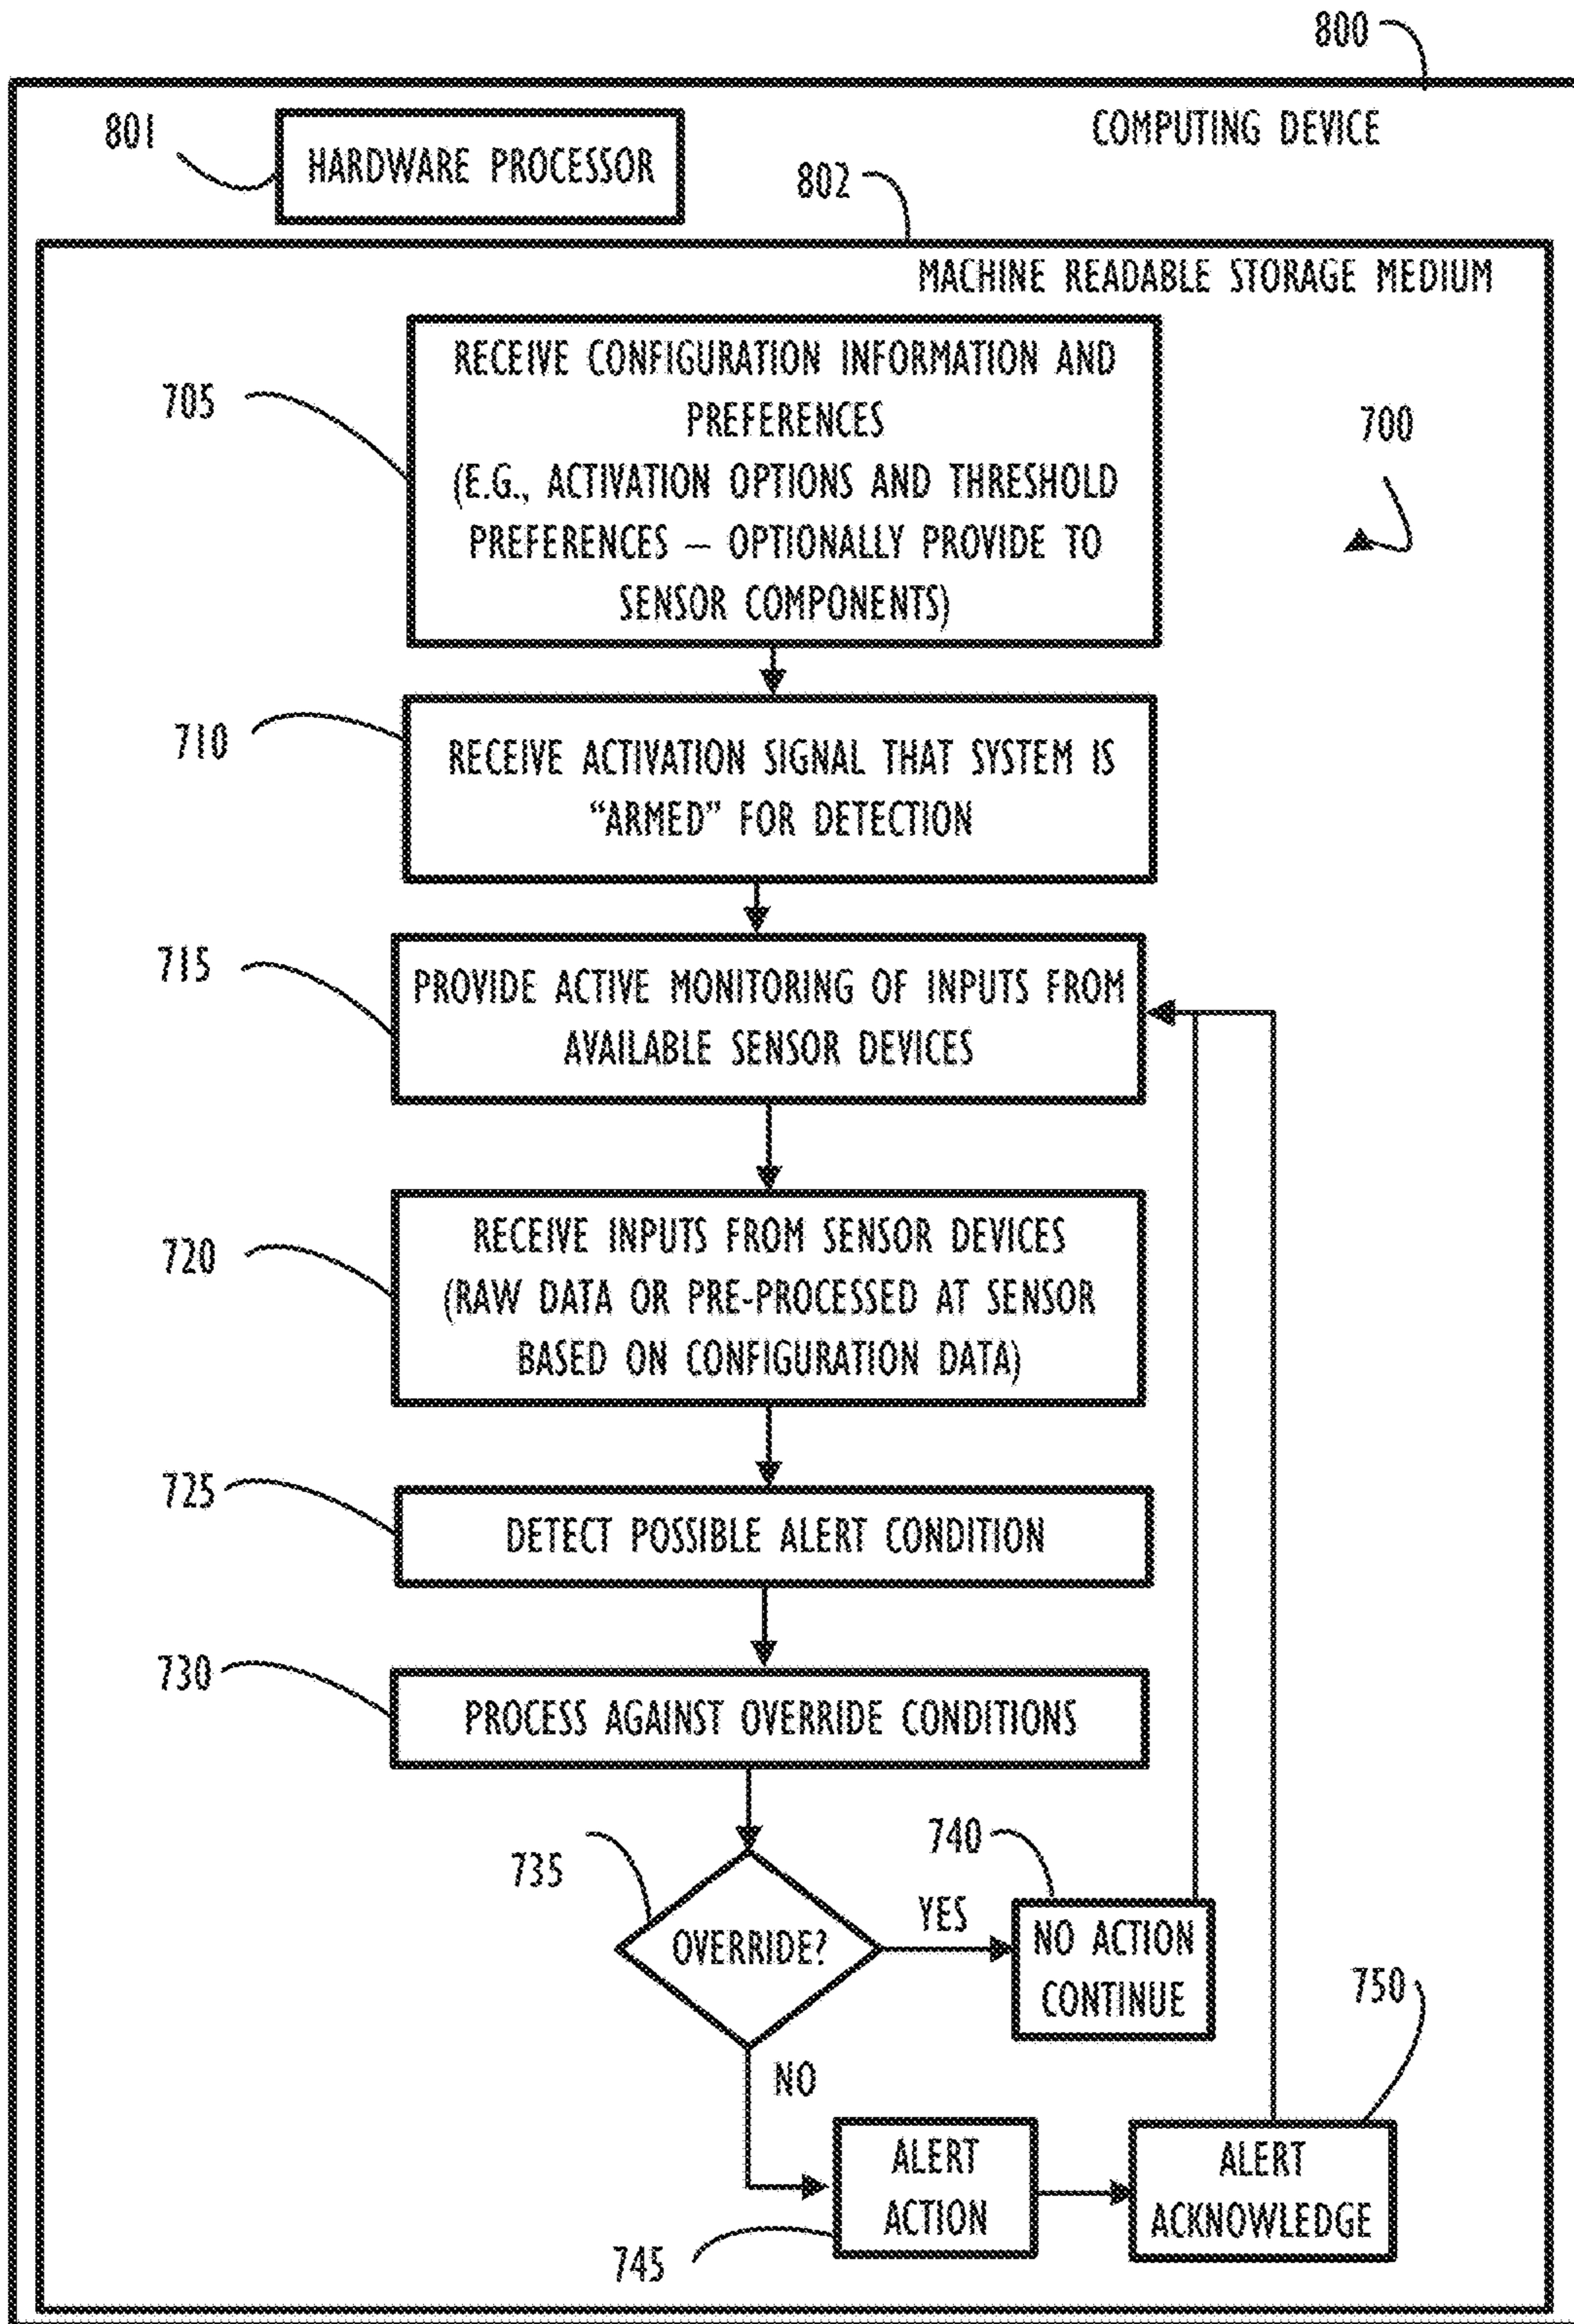 800
COMPUTING DEVICE
801
HARDWARE PROCESSOR
802
MACHINE READABLE STORAGE MEDIUM
705
RECEIVE CONFIGURATION INFORMATION AND
PREFERENCES
(E.G., ACTIVATION OPTIONS AND THRESHOLD
PREFERENCES – OPTIONALLY PROVIDE TO
SENSOR COMPONENTS)
700
710
RECEIVE ACTIVATION SIGNAL THAT SYSTEM IS
“ARMED” FOR DETECTION
715
PROVIDE ACTIVE MONITORING OF INPUTS FROM
AVAILABLE SENSOR DEVICES
720
RECEIVE INPUTS FROM SENSOR DEVICES
(RAW DATA OR PRE-PROCESSED AT SENSOR
BASED ON CONFIGURATION DATA)
725
DETECT POSSIBLE ALERT CONDITION
730
PROCESS AGAINST OVERRIDE CONDITIONS
735
OVERRIDE?
YES
740
NO ACTION
CONTINUE
NO
745
ALERT
ACTION
750
ALERT
ACKNOWLEDGE